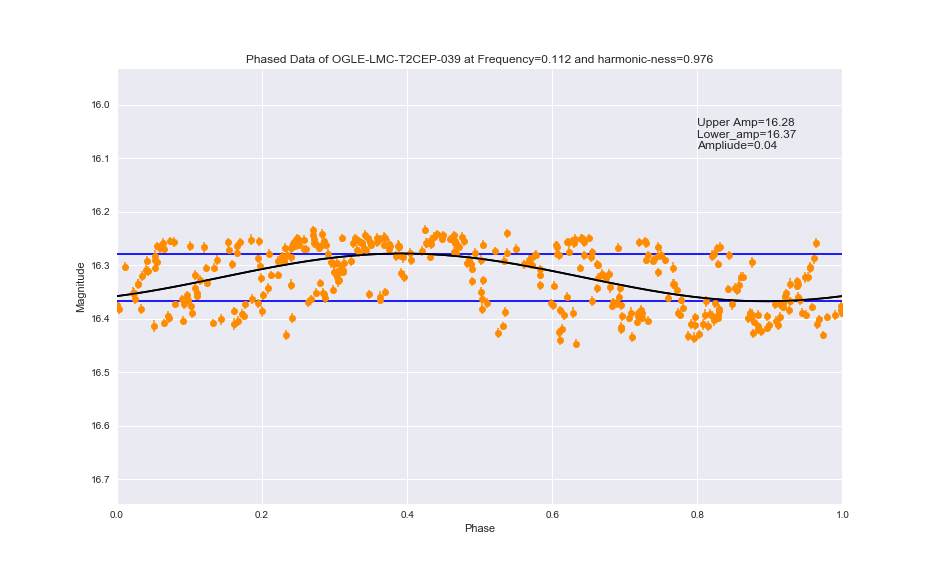 Phased Data of OGLE-LMC-T2CEP-039 at Frequency=0.112 and harmonic-ness=0.976
Upper Amp=16.28
Lower_amp=16.37
Ampliude=0.04
Magnitude
16.0
16.1
16.2
16.3
16.4
16.5
16.6
16.7
0.0
0.2
0.4
0.6
0.8
1.0
Phase